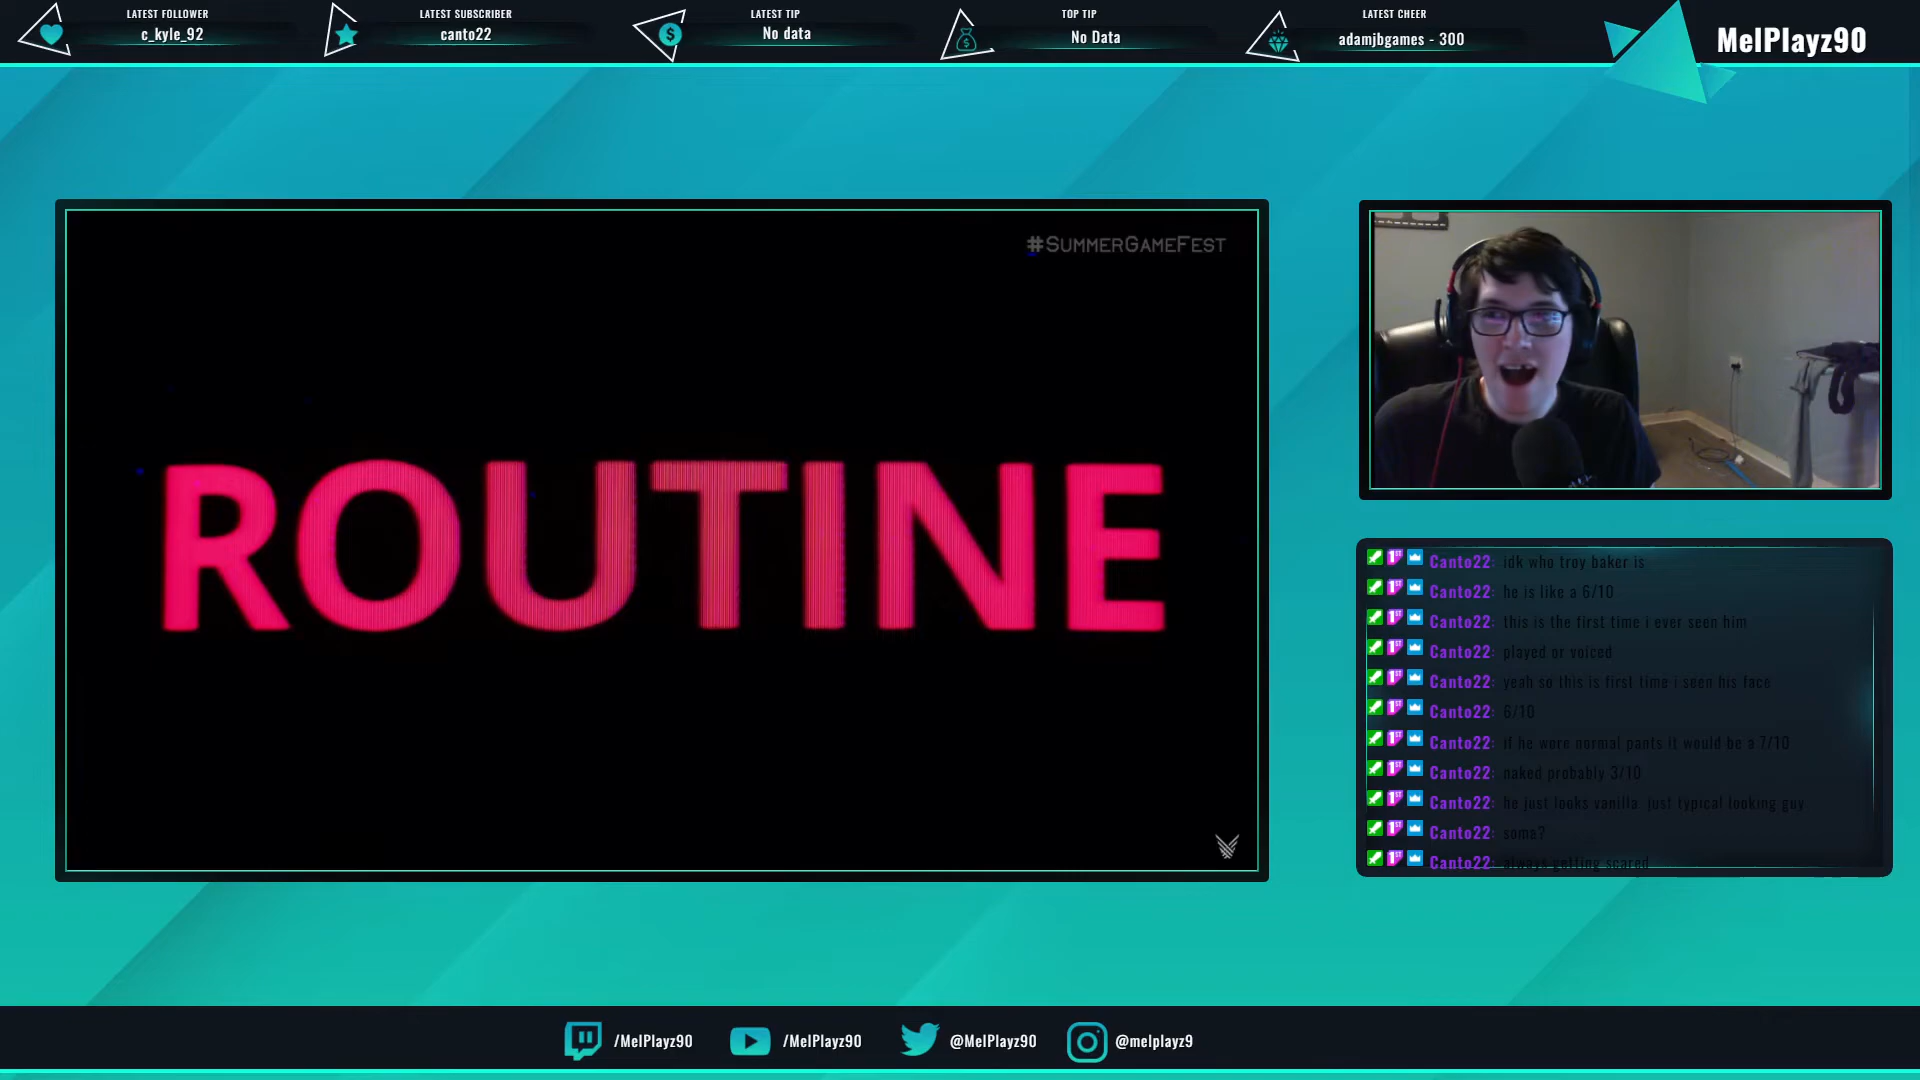 LATEST FOLLOWER
c_kyle_92
LATEST SUBSCRIBER
canto22
LATEST TIP
No data
TOP TIP
No Data
LATEST CHEER
adamjbgames - 300
MelPlayz90
#SUMMERGAMEFEST
ROUTINE
Canto22: idk who troy baker is
Canto22: he is like a 6/10
Canto22: this is the first time i ever seen him
Canto22: played or voiced
Canto22: yeah so this is first time i seen his face
Canto22: 6/10
Canto22: if he wore normal pants it would be a 7/10
Canto22: naked probably 3/10
Canto22: he just looks vanilla. just typical looking guy
Canto22: soma?
Canto22: always getting scared
/MelPlayz90
/MelPlayz90
@MelPlayz90
@melplayz9